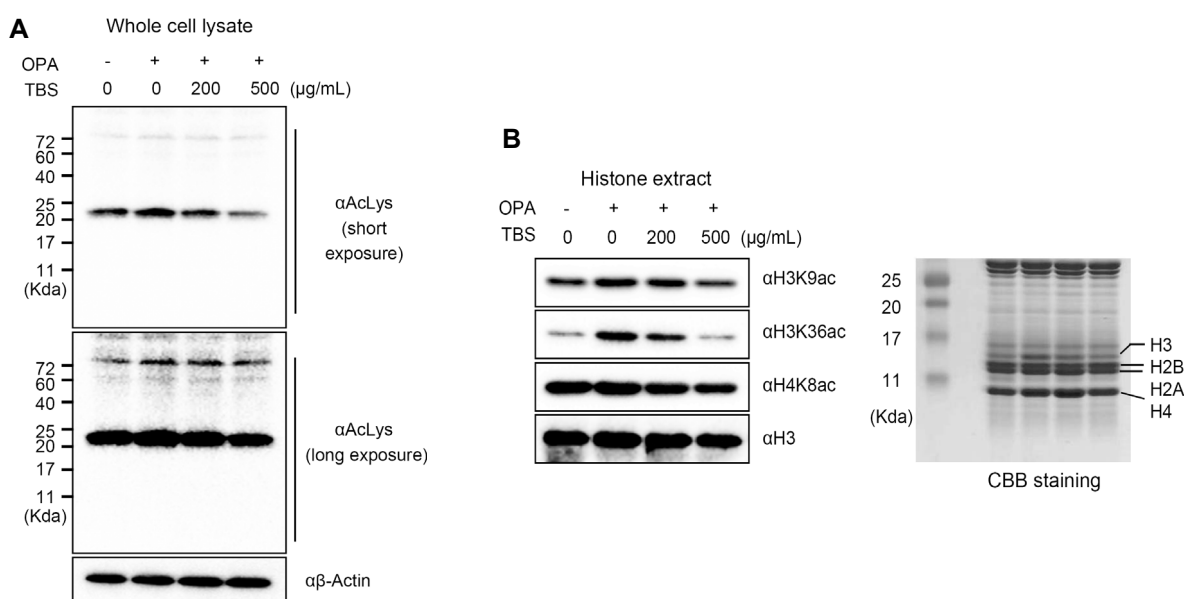 A
Whole cell lysate
OPA - + + +
TBS 0 0 200 500 (μg/mL)
72
60
40
25
20
17
11
(Kda)
αAcLys
(short
exposure)
72
60
40
25
20
17
11
(Kda)
αAcLys
(long exposure)
αβ-Actin
B
Histone extract
OPA - + + +
TBS 0 0 200 500 (μg/mL)
αH3K9ac
αH3K36ac
αH4K8ac
αH3
25
20
17
11
(Kda)
H3
H2B
H2A
H4
CBB staining